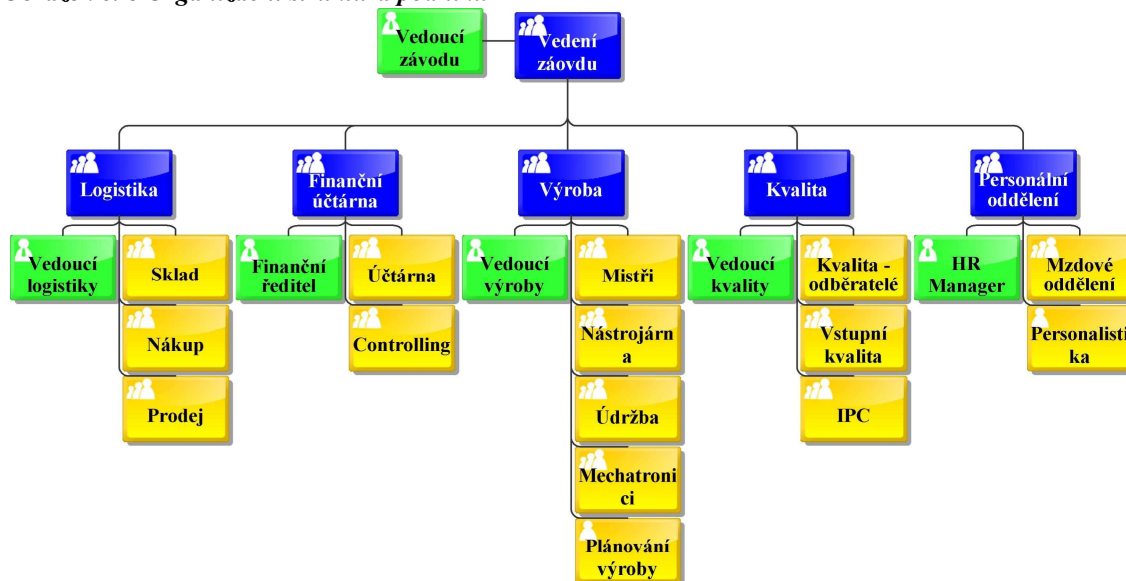 Vedoucí
závodu
Vedení
záovdu
Logistika
Finanční
účtárna
Výroba
Kvalita
Personální
oddělení
Vedoucí
logistiky
Sklad
Finanční
ředitel
Účtárna
Vedoucí
výroby
Mistři
Vedoucí
kvality
Kvalita -
odběratelé
HR
Manager
Mzdové
oddělení
Nákup
Controlling
Nástrojárn
a
Vstupní
kvalita
Personalisti
ka
Prodej
Údržba
IPC
Mechatroni
ci
Plánování
výroby